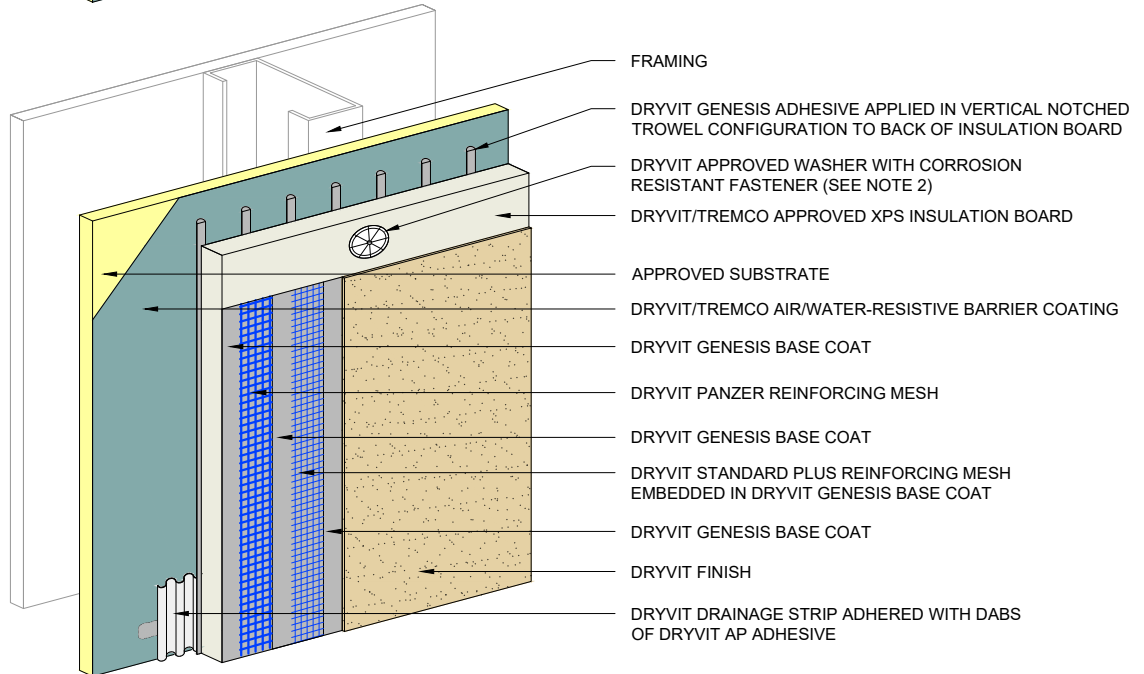 FRAMING
DRYVIT GENESIS ADHESIVE APPLIED IN VERTICAL NOTCHED
TROWEL CONFIGURATION TO BACK OF INSULATION BOARD
DRYVIT APPROVED WASHER WITH CORROSION
RESISTANT FASTENER (SEE NOTE 2)
DRYVIT/TREMCO APPROVED XPS INSULATION BOARD
APPROVED SUBSTRATE
DRYVIT/TREMCO AIR/WATER-RESISTIVE BARRIER COATING
DRYVIT GENESIS BASE COAT
DRYVIT PANZER REINFORCING MESH
DRYVIT GENESIS BASE COAT
DRYVIT STANDARD PLUS REINFORCING MESH
EMBEDDED IN DRYVIT GENESIS BASE COAT
DRYVIT GENESIS BASE COAT
DRYVIT FINISH
DRYVIT DRAINAGE STRIP ADHERED WITH DABS
OF DRYVIT AP ADHESIVE